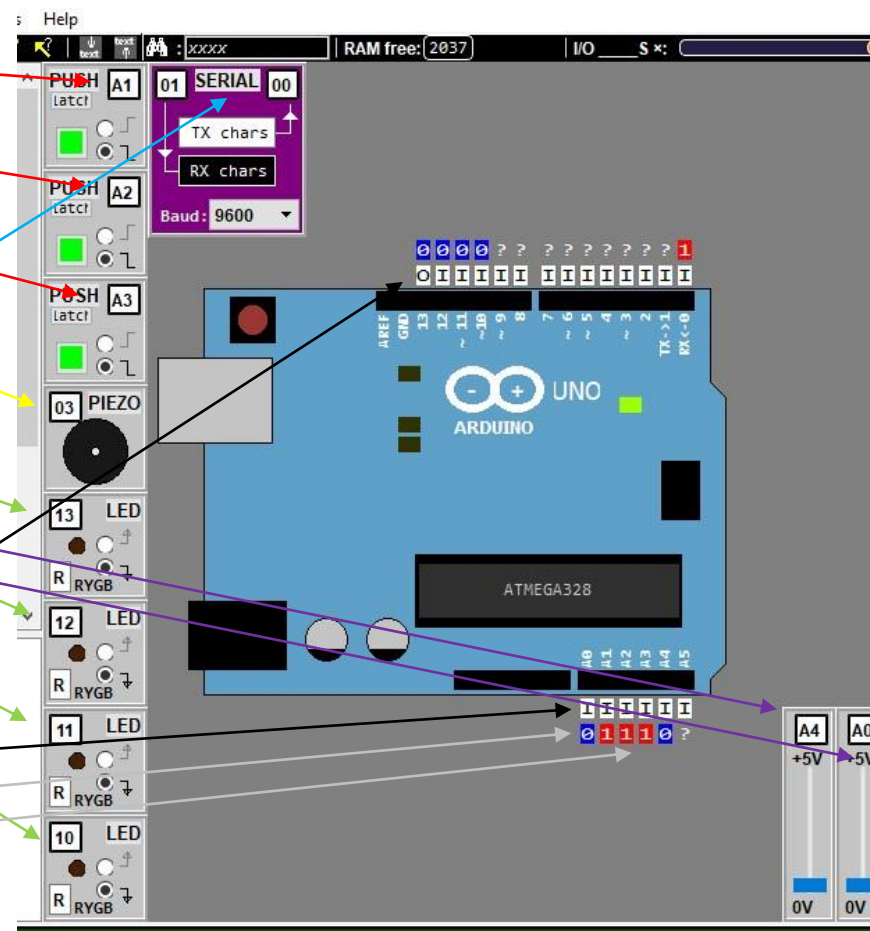 Help
text text : xxxx RAM free: 2037 I/O ____S ×:
PUSH A1
Latch
PUSH A2
Latch
PUSH A3
Latch
03 PIEZO
13 LED
R RYGB
12 LED
R RYGB
11 LED
R RYGB
10 LED
R RYGB
01 SERIAL 00
TX chars
RX chars
Baud: 9600
0 0 0 0 ? ? ? ? ? ? ? ? ? 1
O I I I I I I I I I I I I I
AREF GND 13 12 ~11 ~10 ~9 8 7 ~6 ~5 4 ~3 2 TX->1 RX<-0
- + UNO
ARDUINO
ATMEGA328
A0 A1 A2 A3 A4 A5
I I I I I I
0 1 1 1 0 ?
A4 A0
+5V +5V
0V 0V